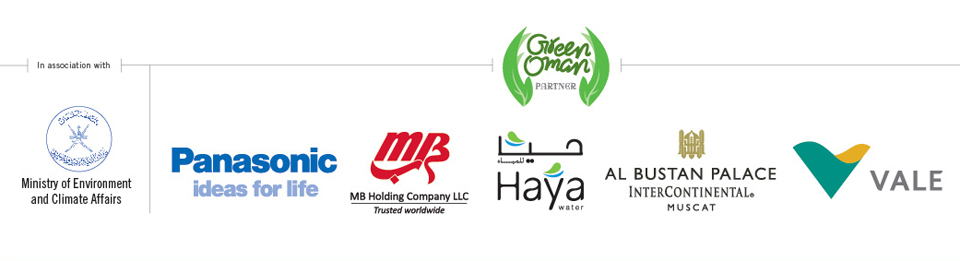 Green
Oman
PARTNER
In association with
Ministry of Environment
and Climate Affairs
Panasonic
ideas for life
MB
MB Holding Company LLC
Trusted worldwide
حيا
للمياه
Haya
water
AL BUSTAN PALACE
INTERCONTINENTAL®
MUSCAT
VALE